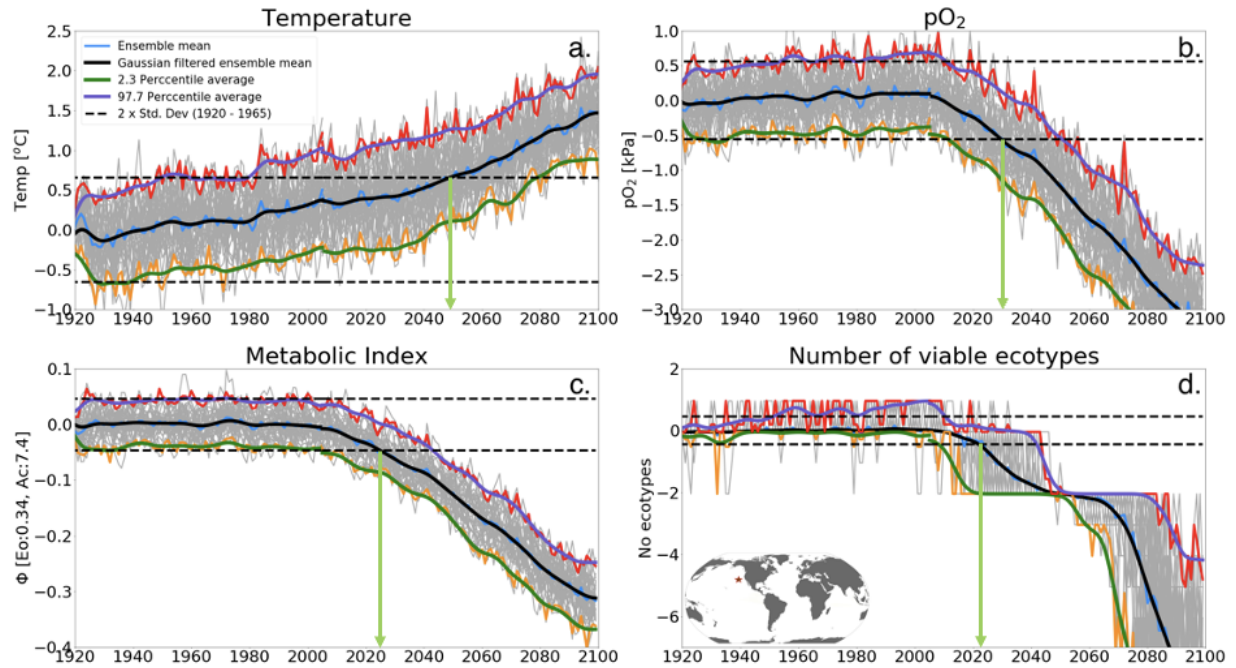 Temperature
pO₂
a.
b.
Ensemble mean
Gaussian filtered ensemble mean
2.3 Perccentile average
97.7 Perccentile average
2 x Std. Dev (1920 - 1965)
Temp [°C]
2.5
2.0
1.5
1.0
0.5
0.0
−0.5
−1.0
1920 1940 1960 1980 2000 2020 2040 2060 2080 2100
pO₂ [kPa]
1.0
0.5
0.0
−0.5
−1.0
−1.5
−2.0
−2.5
−3.0
1920 1940 1960 1980 2000 2020 2040 2060 2080 2100
Metabolic Index
Number of viable ecotypes
c.
d.
Φ [Eo:0.34, Ac:7.4]
0.1
0.0
−0.1
−0.2
−0.3
−0.4
1920 1940 1960 1980 2000 2020 2040 2060 2080 2100
No ecotypes
2
0
−2
−4
−6
1920 1940 1960 1980 2000 2020 2040 2060 2080 2100